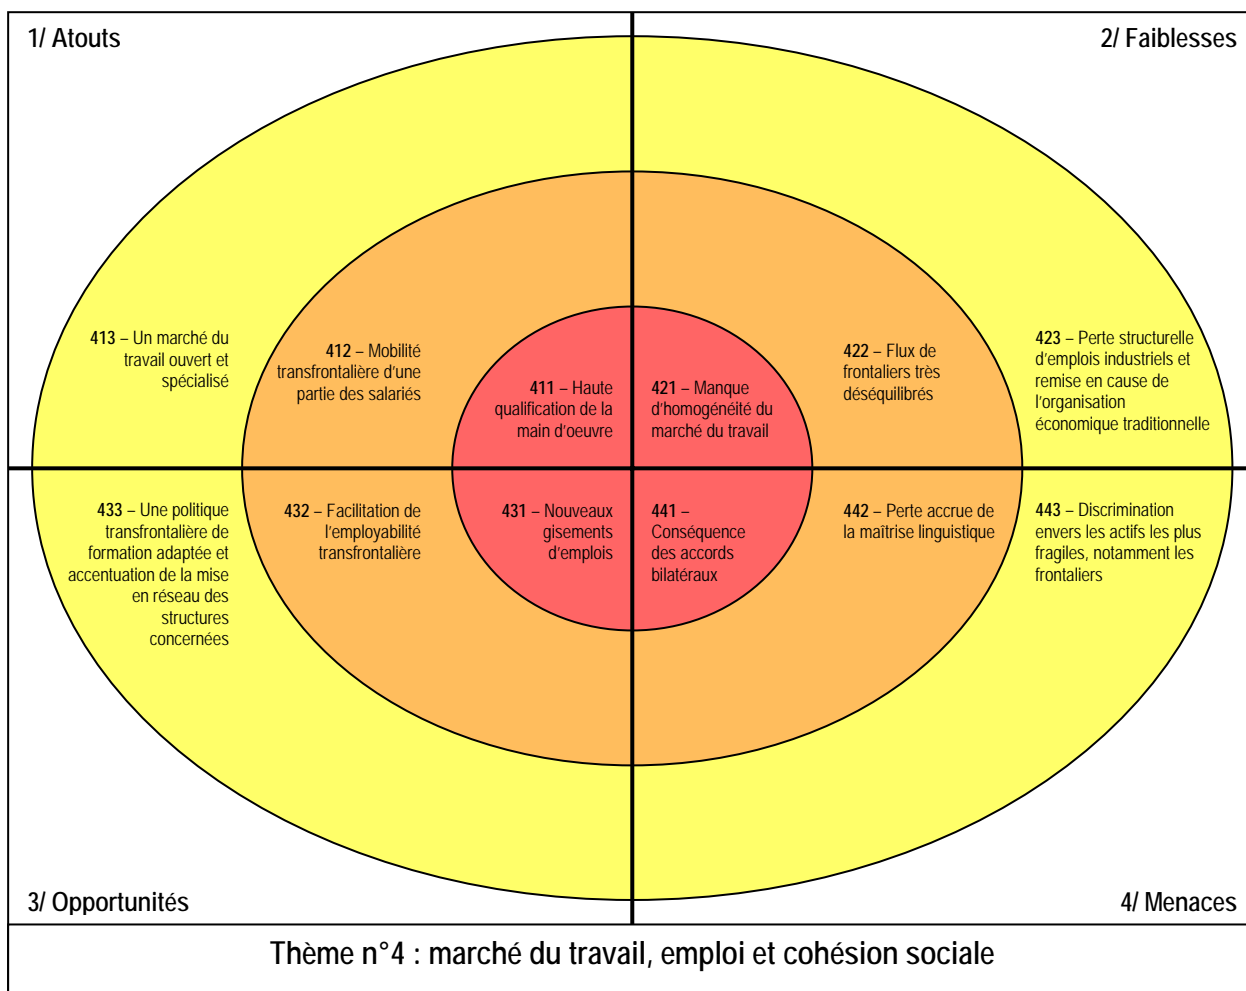 1/ Atouts
2/ Faiblesses
413 – Un marché du
travail ouvert et
spécialisé
412 – Mobilité
transfrontalière d'une
partie des salariés
411 – Haute
qualification de la
main d'oeuvre
421 – Manque
d'homogénéité du
marché du travail
422 – Flux de
frontaliers très
déséquilibrés
423 – Perte structurelle
d'emplois industriels et
remise en cause de
l'organisation
économique traditionnelle
433 – Une politique
transfrontalière de
formation adaptée et
accentuation de la mise
en réseau des
structures
concernées
432 – Facilitation de
l'employabilité
transfrontalière
431 – Nouveaux
gisements
d'emplois
441 –
Conséquence
des accords
bilatéraux
442 – Perte accrue de
la maîtrise linguistique
443 – Discrimination
envers les actifs les plus
fragiles, notamment les
frontaliers
3/ Opportunités
4/ Menaces
Thème n°4 : marché du travail, emploi et cohésion sociale